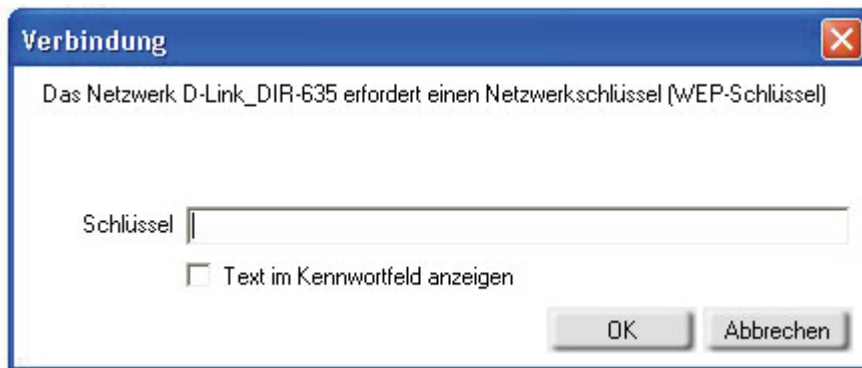 Verbindung
Das Netzwerk D-Link_DIR-635 erfordert einen Netzwerkschlüssel (WEP-Schlüssel)
Schlüssel
Text im Kennwortfeld anzeigen
OK Abbrechen